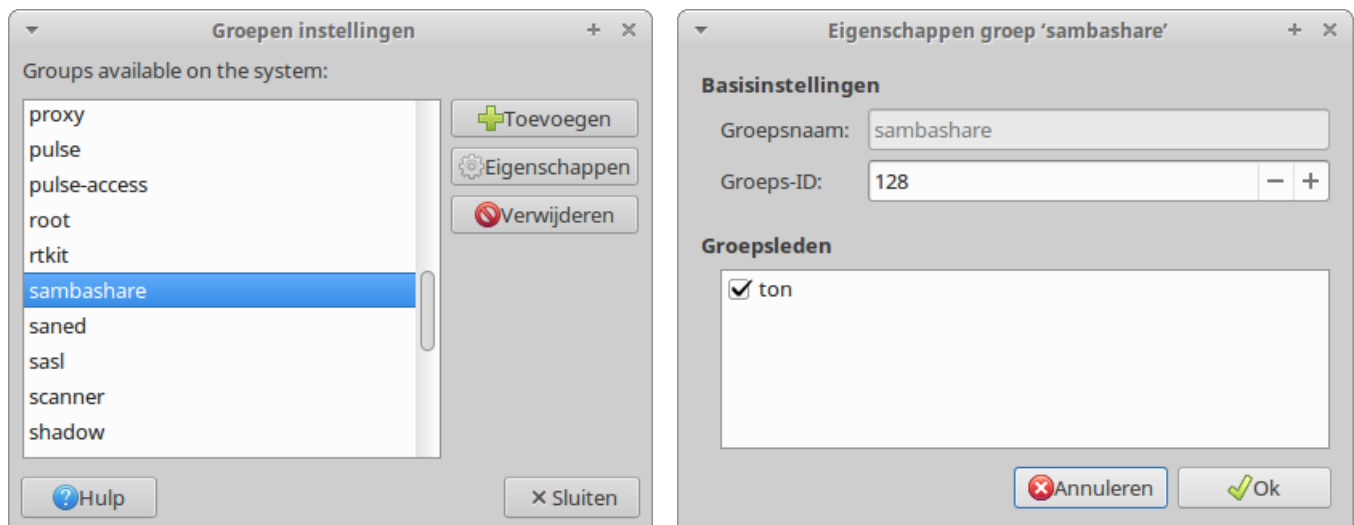 Groepen instellingen
Groups available on the system:
proxy
pulse
pulse-access
root
rtkit
sambashare
saned
sasl
scanner
shadow
Toevoegen
Eigenschappen
Verwijderen
Hulp
Sluiten
Eigenschappen groep ‘sambashare’
Basisinstellingen
Groepsnaam: sambashare
Groeps-ID: 128
Groepsleden
ton
Annuleren
Ok